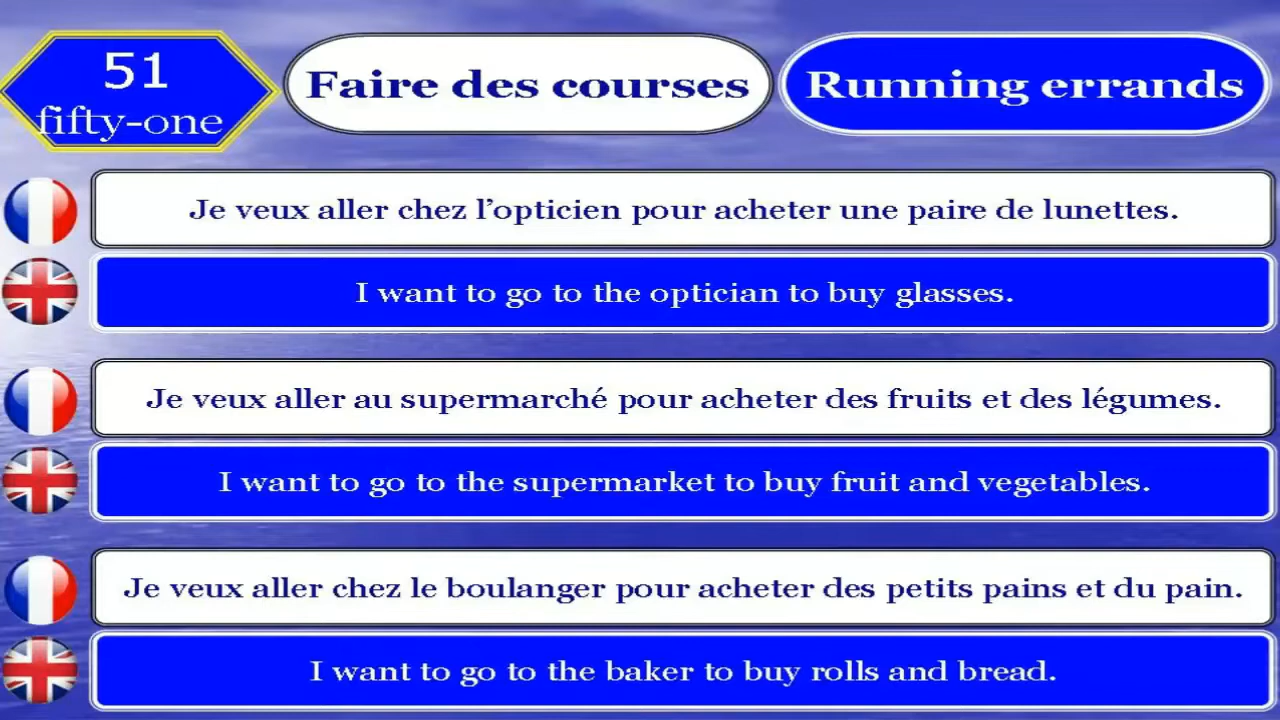 51
fifty-one
Faire des courses
Running errands
Je veux aller chez l’opticien pour acheter une paire de lunettes.
I want to go to the optician to buy glasses.
Je veux aller au supermarché pour acheter des fruits et des légumes.
I want to go to the supermarket to buy fruit and vegetables.
Je veux aller chez le boulanger pour acheter des petits pains et du pain.
I want to go to the baker to buy rolls and bread.